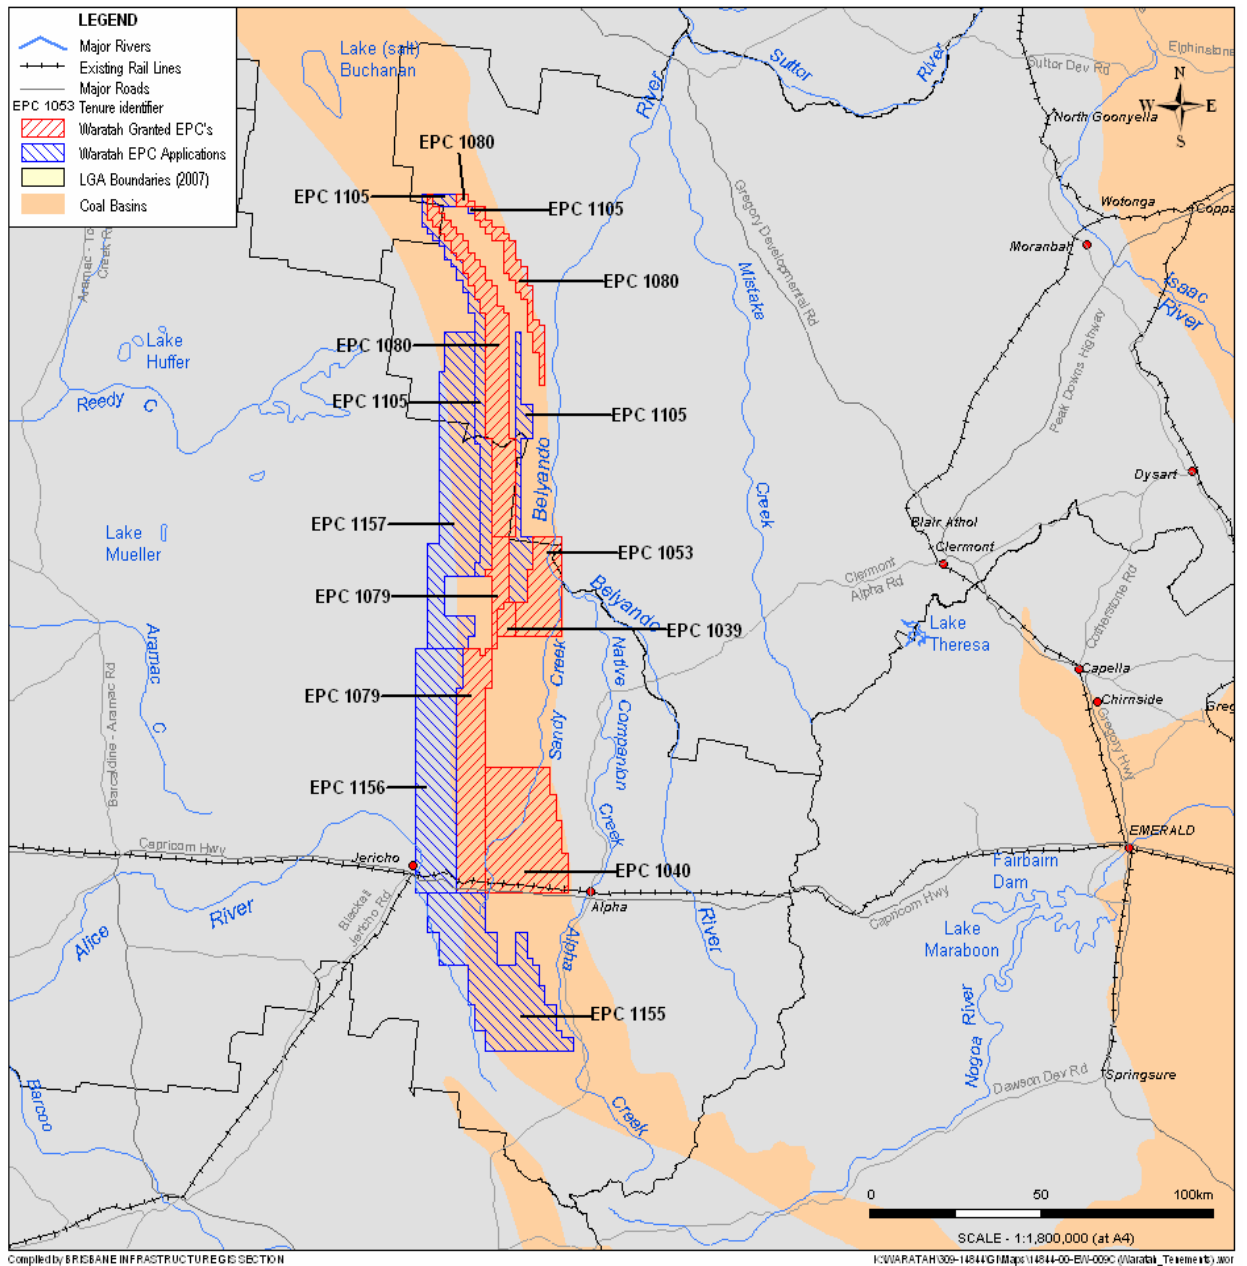 LEGEND
Major Rivers
Existing Rail Lines
Major Roads
EPC 1053 Tenure identifier
Waratah Granted EPC's
Waratah EPC Applications
LGA Boundaries (2007)
Coal Basins
Lake (salt)
Buchanan
Suttor
River
River
Suttor Dev Rd
Elphinstone
N
W E
S
North Goonyella
EPC 1080
EPC 1105
EPC 1105
Wotonga
Coppa
Moranbah
Gregory Developmental Rd
Mistake
Creek
Isaac
River
EPC 1080
Creek Rd
Lake
Huffer
EPC 1080
Peak Downs Highway
Reedy C
EPC 1105
EPC 1105
Belyando
Dysart
EPC 1157
Blair Athol
Lake
Mueller
Clermont
EPC 1053
Clermont
Alpha Rd
EPC 1079
Belyando
Cotherstone Rd
EPC 1039
Lake
Theresa
Aramac
C
Native
Companion
Creek
Sandy
Creek
Capella
EPC 1079
Chirnside
Greg
Gregory Hwy
Barcaldine - Aramac Rd
EPC 1156
EMERALD
Capricorn Hwy
Jericho
Fairbairn
Dam
EPC 1040
Alpha
Capricorn Hwy
Blackall
Jericho Rd
River
Alice
River
Lake
Maraboon
Alpha
Creek
EPC 1155
Nogoa River
Dawson Dev Rd
Springsure
Barcoo
0 50 100km
SCALE - 1:1,800,000 (at A4)
Compiled by BRISBANE INFRASTRUCTURE GIS SECTION